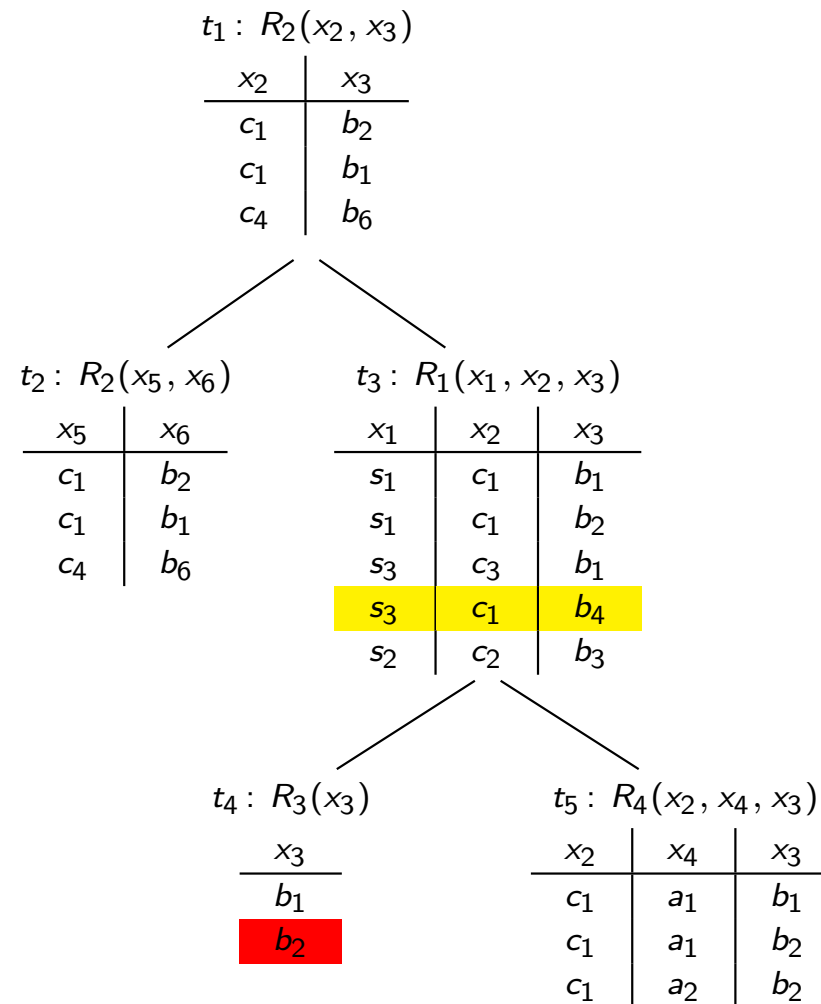 t₁ : R₂(x₂, x₃)
x₂ x₃
c₁ b₂
c₁ b₁
c₄ b₆
t₂ : R₂(x₅, x₆)
x₅ x₆
c₁ b₂
c₁ b₁
c₄ b₆
t₃ : R₁(x₁, x₂, x₃)
x₁ x₂ x₃
s₁ c₁ b₁
s₁ c₁ b₂
s₃ c₃ b₁
s₃ c₁ b₄
s₂ c₂ b₃
t₄ : R₃(x₃)
x₃
b₁
b₂
t₅ : R₄(x₂, x₄, x₃)
x₂ x₄ x₃
c₁ a₁ b₁
c₁ a₁ b₂
c₁ a₂ b₂